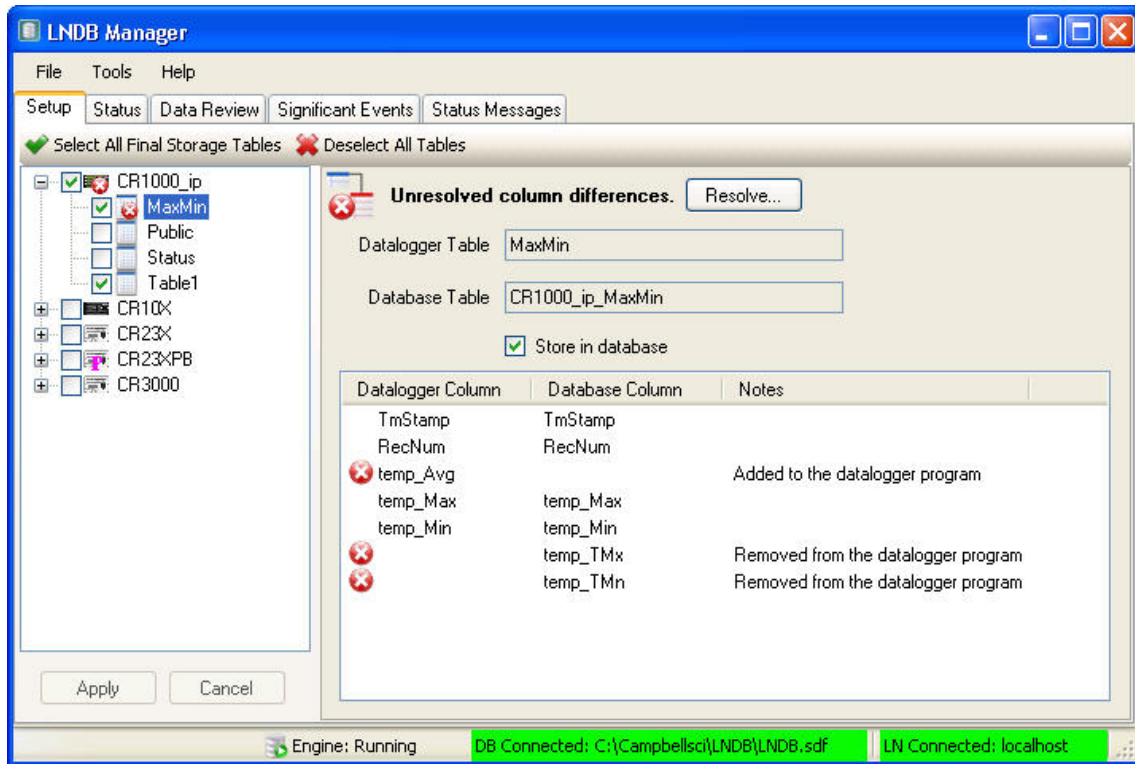 LNDB Manager
File Tools Help
Setup Status Data Review Significant Events Status Messages
Select All Final Storage Tables Deselect All Tables
CR1000_ip
MaxMin
Public
Status
Table1
CR10X
CR23X
CR23XPB
CR3000
Apply Cancel
Unresolved column differences. Resolve...
Datalogger Table MaxMin
Database Table CR1000_ip_MaxMin
Store in database
Datalogger Column Database Column Notes
TmStamp TmStamp
RecNum RecNum
temp_Avg Added to the datalogger program
temp_Max temp_Max
temp_Min temp_Min
temp_TMx Removed from the datalogger program
temp_TMn Removed from the datalogger program
Engine: Running DB Connected: C:\Campbellsci\LNDB\LNDB.sdf LN Connected: localhost